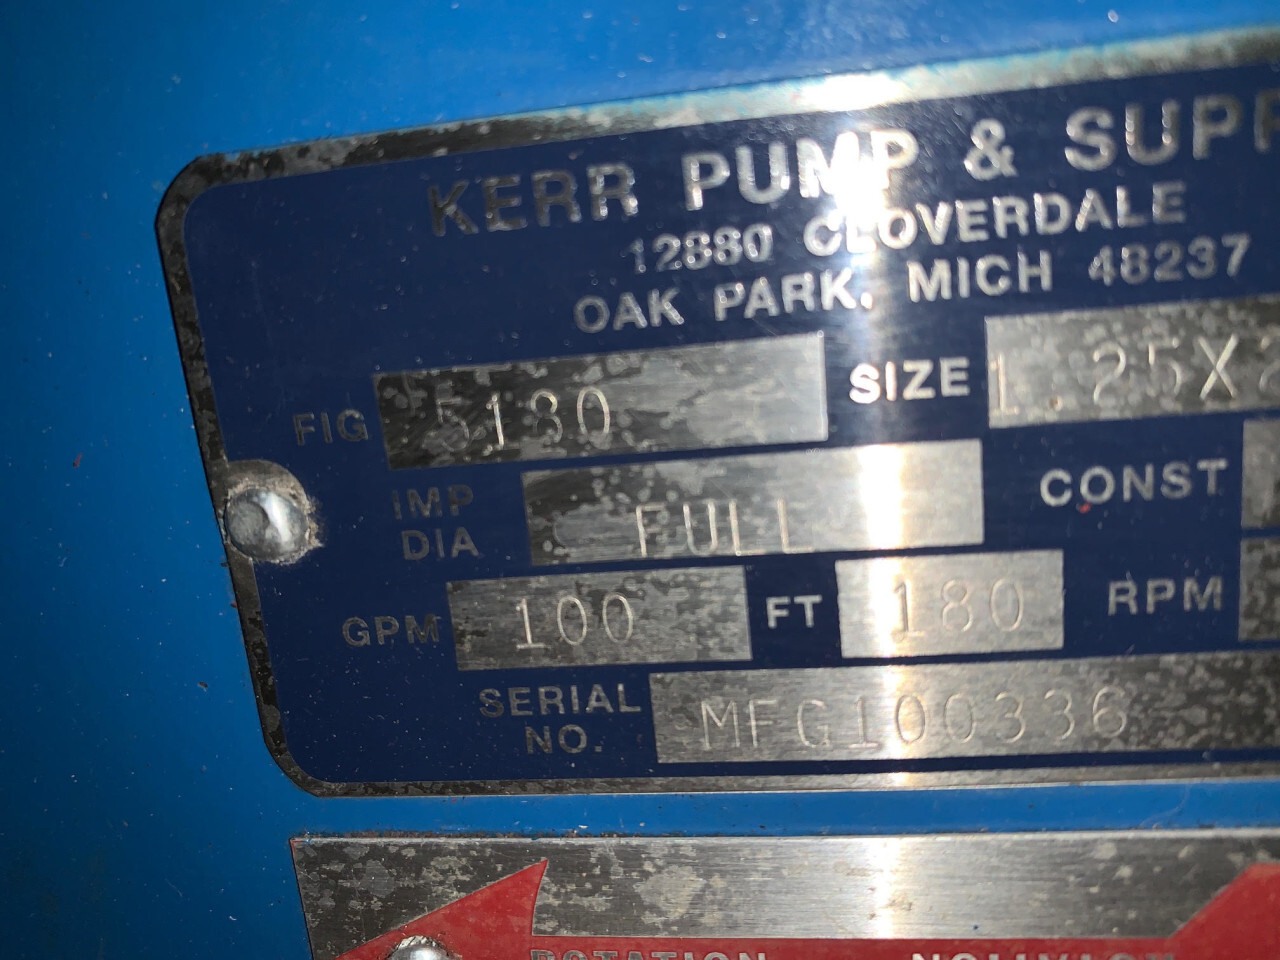 KERR PUMP & SUPP
12880 CLOVERDALE
OAK PARK, MICH 48237
FIG 5180 SIZE 1.25X2
IMP DIA FULL CONST
GPM 100 FT 180 RPM
SERIAL NO. MFG100336
ROTATION